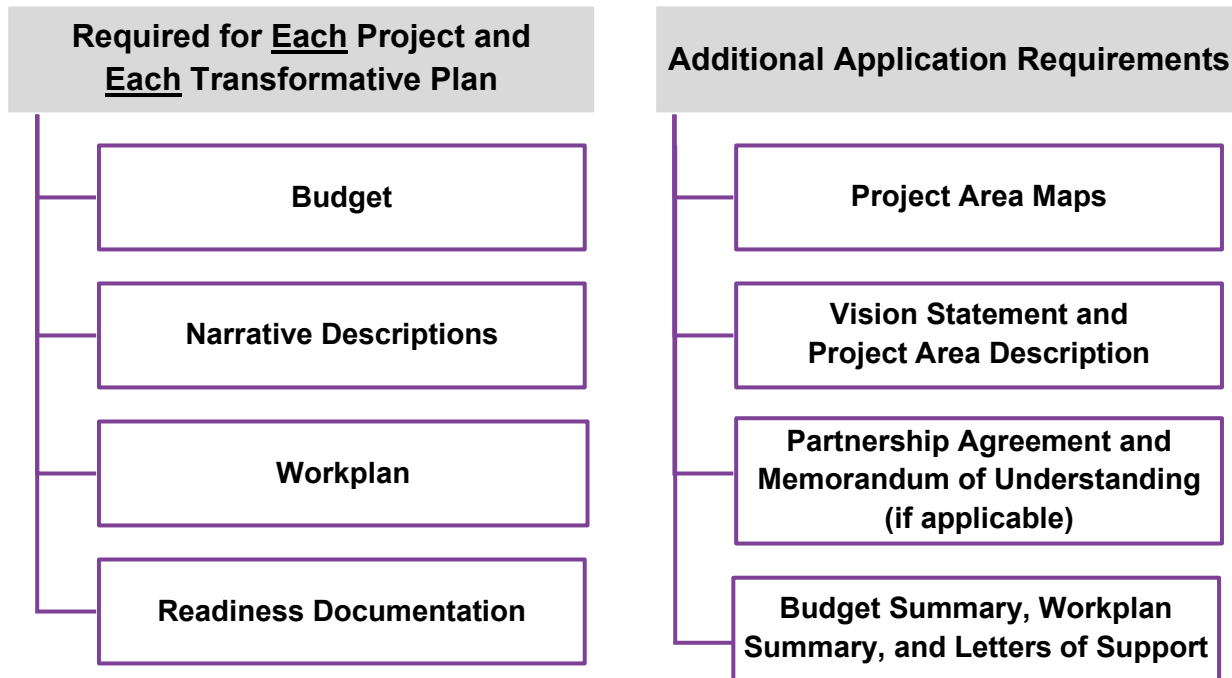 Required for Each Project and
Each Transformative Plan
Budget
Narrative Descriptions
Workplan
Readiness Documentation
Additional Application Requirements
Project Area Maps
Vision Statement and
Project Area Description
Partnership Agreement and
Memorandum of Understanding
(if applicable)
Budget Summary, Workplan
Summary, and Letters of Support